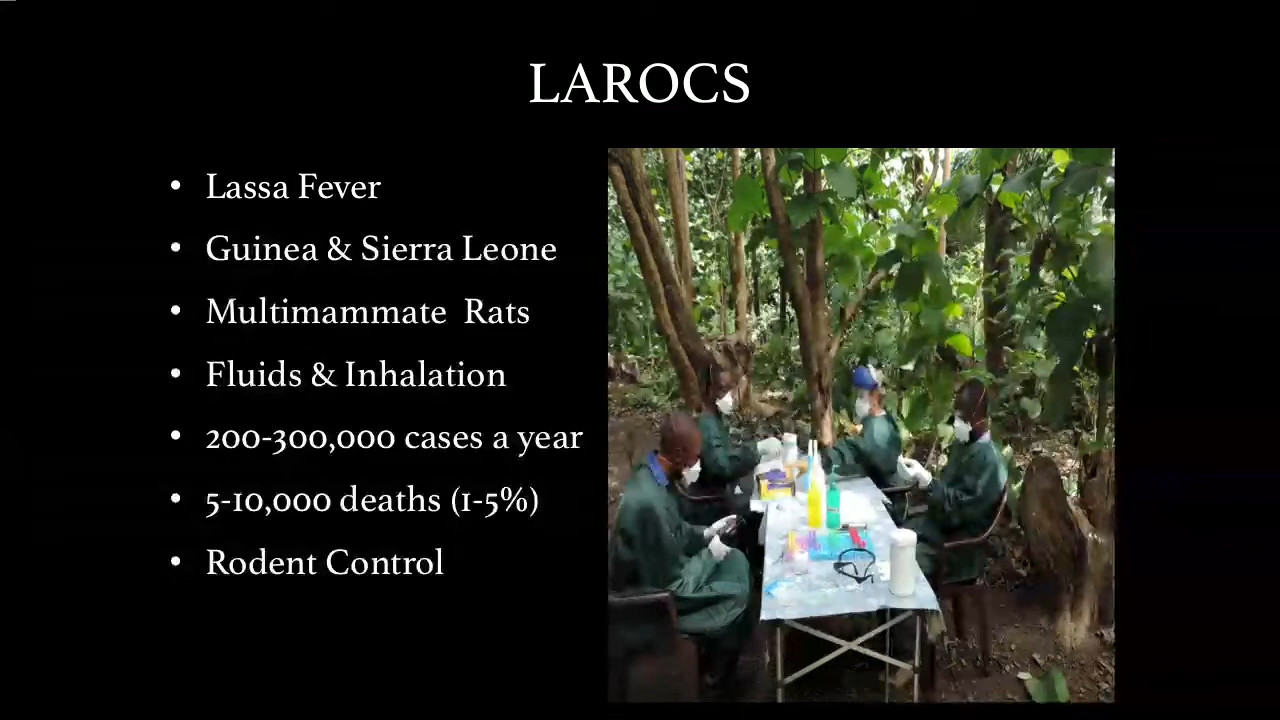 LAROCS
• Lassa Fever
• Guinea & Sierra Leone
• Multimammate  Rats
• Fluids & Inhalation
• 200-300,000 cases a year
• 5-10,000 deaths (1-5%)
• Rodent Control